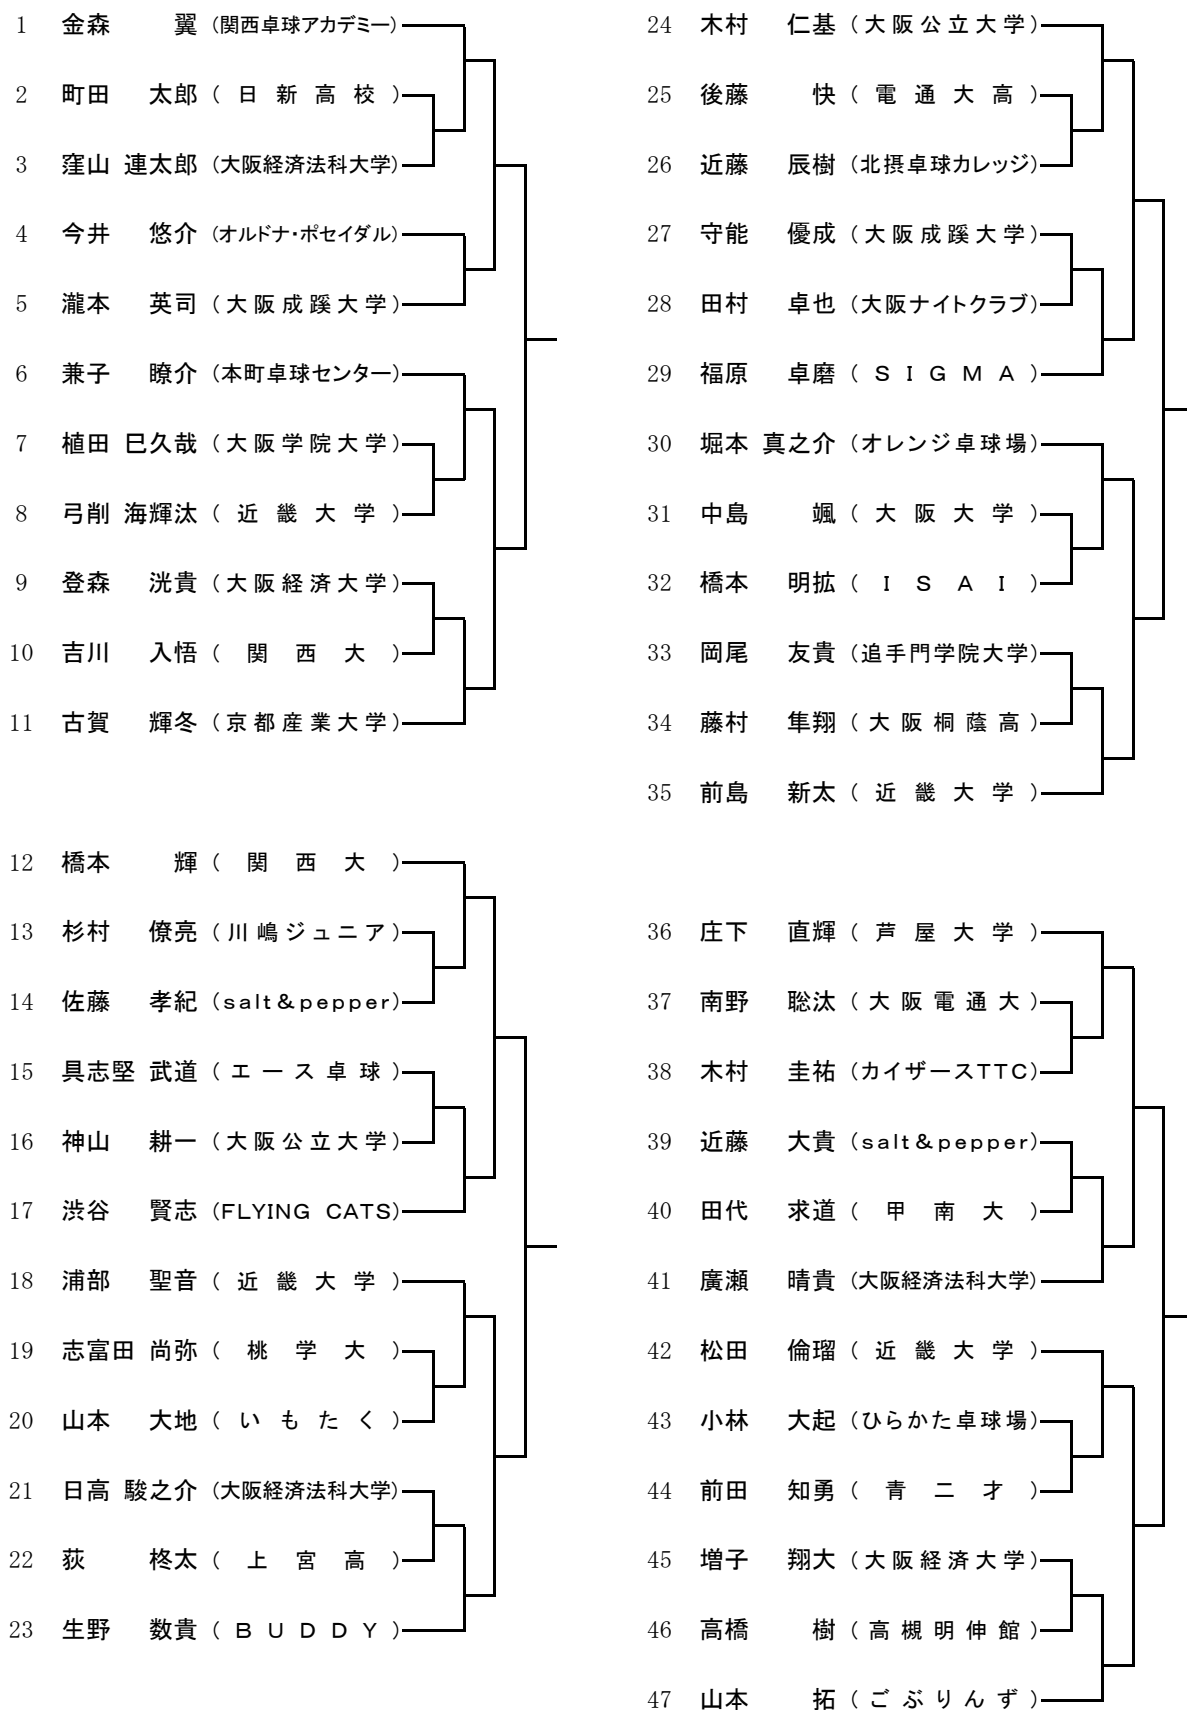 1 金森 翼 (関西卓球アカデミー)
2 町田 太郎 (日新高校)
3 窪山 連太郎 (大阪経済法科大学)
4 今井 悠介 (オルドナ・ポセイダル)
5 瀧本 英司 (大阪成蹊大学)
6 兼子 瞭介 (本町卓球センター)
7 植田 巳久哉 (大阪学院大学)
8 弓削 海輝汰 (近畿大学)
9 登森 洸貴 (大阪経済大学)
10 吉川 入悟 (関西大)
11 古賀 輝冬 (京都産業大学)
12 橋本 輝 (関西大)
13 杉村 僚亮 (川嶋ジュニア)
14 佐藤 孝紀 (salt&pepper)
15 具志堅 武道 (エース卓球)
16 神山 耕一 (大阪公立大学)
17 渋谷 賢志 (FLYING CATS)
18 浦部 聖音 (近畿大学)
19 志富田 尚弥 (桃学大)
20 山本 大地 (いもたく)
21 日高 駿之介 (大阪経済法科大学)
22 荻 柊太 (上宮高)
23 生野 数貴 (BUDDY)
24 木村 仁基 (大阪公立大学)
25 後藤 快 (電通大高)
26 近藤 辰樹 (北摂卓球カレッジ)
27 守能 優成 (大阪成蹊大学)
28 田村 卓也 (大阪ナイトクラブ)
29 福原 卓磨 (SIGMA)
30 堀本 真之介 (オレンジ卓球場)
31 中島 颯 (大阪大学)
32 橋本 明拡 (ISAI)
33 岡尾 友貴 (追手門学院大学)
34 藤村 隼翔 (大阪桐蔭高)
35 前島 新太 (近畿大学)
36 庄下 直輝 (芦屋大学)
37 南野 聡汰 (大阪電通大)
38 木村 圭祐 (カイザースTTC)
39 近藤 大貴 (salt&pepper)
40 田代 求道 (甲南大)
41 廣瀬 晴貴 (大阪経済法科大学)
42 松田 倫瑠 (近畿大学)
43 小林 大起 (ひらかた卓球場)
44 前田 知勇 (青二才)
45 増子 翔大 (大阪経済大学)
46 高橋 樹 (高槻明伸館)
47 山本 拓 (ごぶりんず)